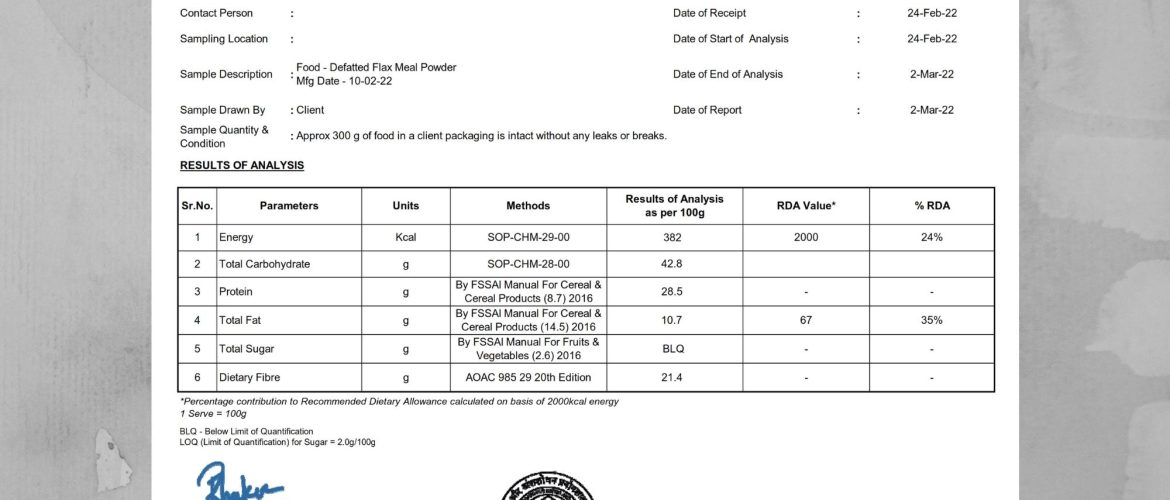 Contact Person : Date of Receipt : 24-Feb-22
Sampling Location : Date of Start of Analysis : 24-Feb-22
Sample Description : Food - Defatted Flax Meal Powder
Mfg Date - 10-02-22 Date of End of Analysis : 2-Mar-22
Sample Drawn By : Client Date of Report : 2-Mar-22
Sample Quantity &
Condition : Approx 300 g of food in a client packaging is intact without any leaks or breaks.
RESULTS OF ANALYSIS
Sr.No. Parameters Units Methods Results of Analysis
as per 100g RDA Value* % RDA
1 Energy Kcal SOP-CHM-29-00 382 2000 24%
2 Total Carbohydrate g SOP-CHM-28-00 42.8
3 Protein g By FSSAI Manual For Cereal &
Cereal Products (8.7) 2016 28.5 - -
4 Total Fat g By FSSAI Manual For Cereal &
Cereal Products (14.5) 2016 10.7 67 35%
5 Total Sugar g By FSSAI Manual For Fruits &
Vegetables (2.6) 2016 BLQ - -
6 Dietary Fibre g AOAC 985 29 20th Edition 21.4 - -
*Percentage contribution to Recommended Dietary Allowance calculated on basis of 2000kcal energy
1 Serve = 100g
BLQ - Below Limit of Quantification
LOQ (Limit of Quantification) for Sugar = 2.0g/100g